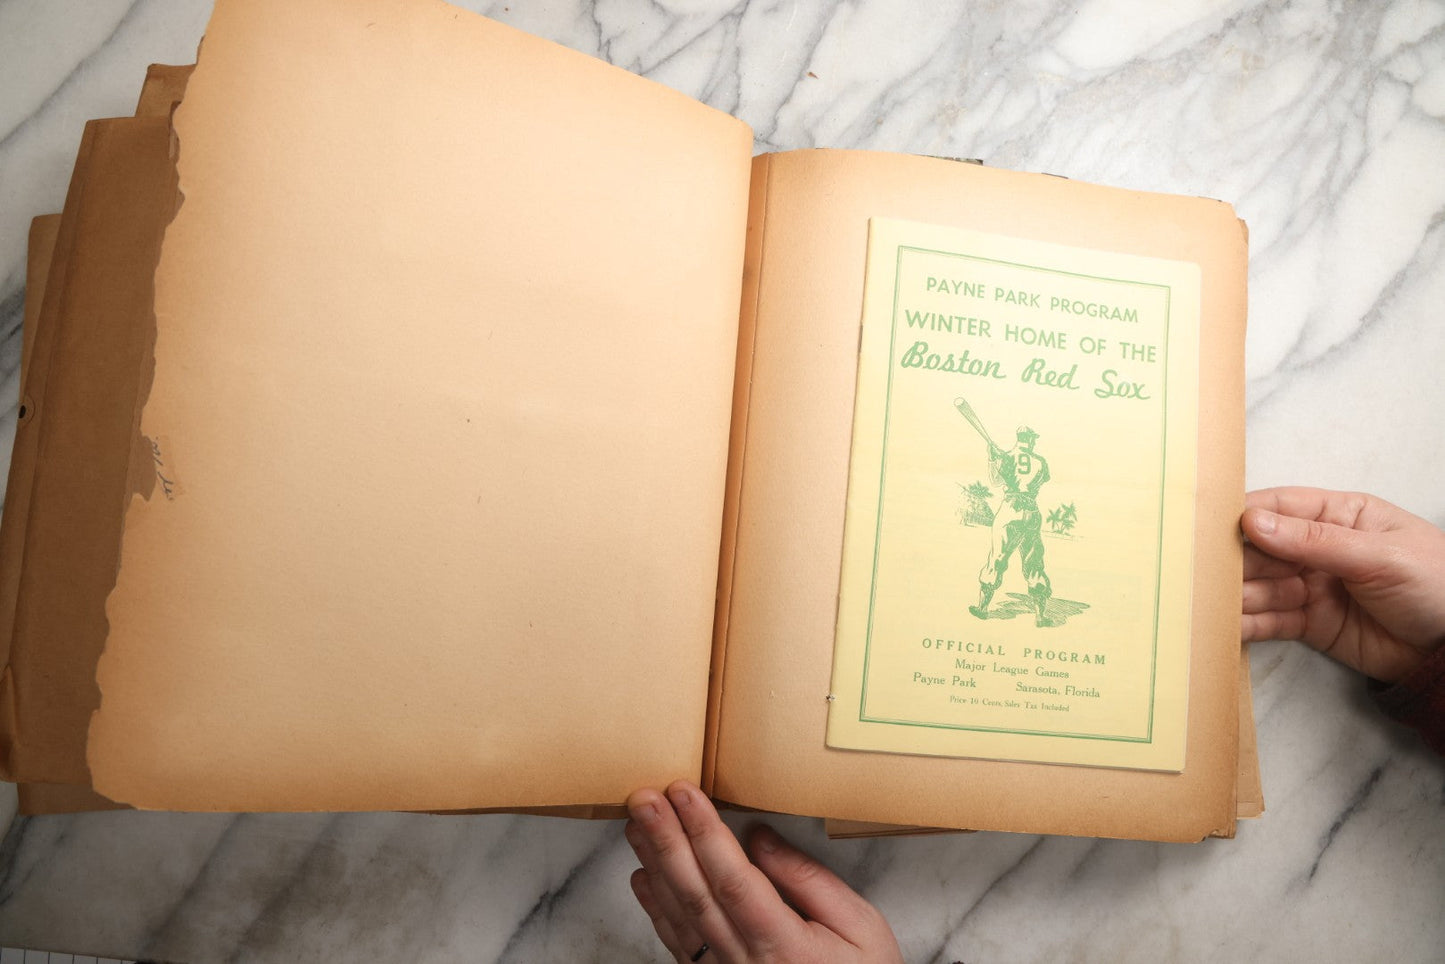 PAYNE PARK PROGRAM
WINTER HOME OF THE
Boston Red Sox
9
OFFICIAL PROGRAM
Major League Games
Payne Park Sarasota, Florida
Price 10 Cents, Sales Tax Included